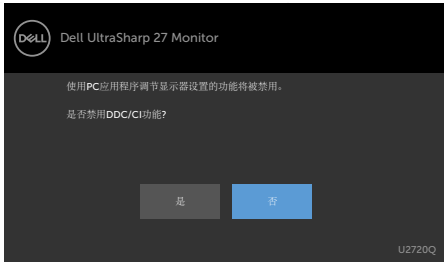 DELL
Dell UltraSharp 27 Monitor
使用PC应用程序调节显示器设置的功能将被禁用。
是否禁用DDC/CI功能?
是
否
U2720Q